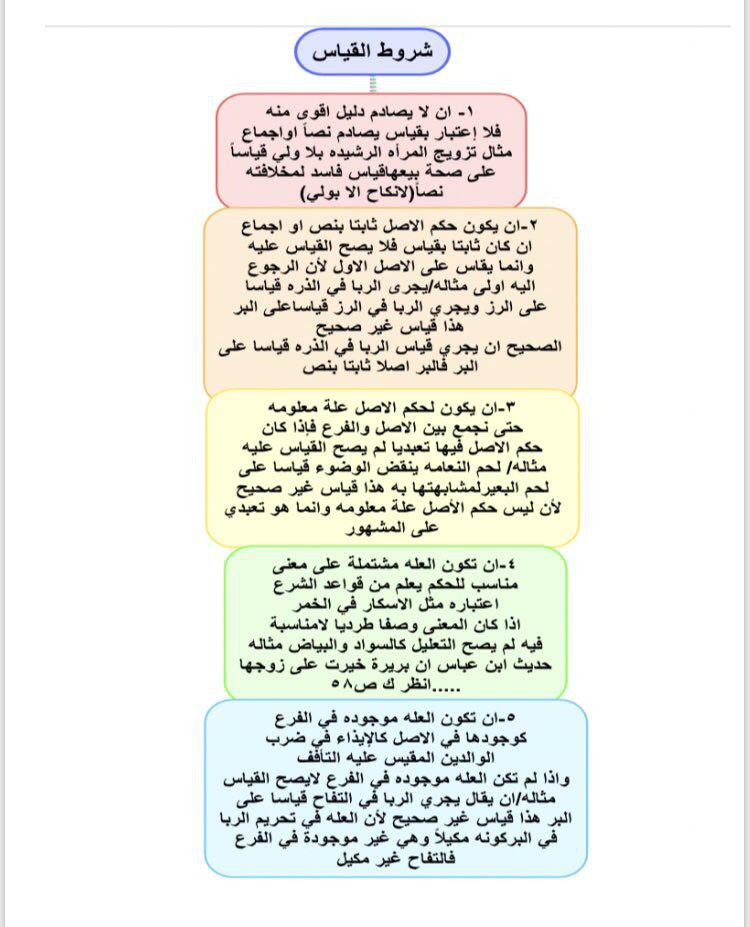 شروط القياس
١- ان لا يصادم دليل اقوى منه
فلا إعتبار بقياس يصادم نصاً اواجماع
مثال تزويج المرأه الرشيده بلا ولي قياساً
على صحة بيعهاقياس فاسد لمخلافته
نصاً(لانكاح الا بولي)
٢-ان يكون حكم الاصل ثابتا بنص او اجماع
ان كان ثابتا بقياس فلا يصح القياس عليه
وانما يقاس على الاصل الاول لأن الرجوع
اليه اولى مثاله/يجرى الربا في الذره قياسا
على الرز ويجري الربا في الرز قياساعلى البر
هذا قياس غير صحيح
الصحيح ان يجري قياس الربا في الذره قياسا على
البر فالبر اصلا ثابتا بنص
٣-ان يكون لحكم الاصل علة معلومه
حتى نجمع بين الاصل والفرع فإذا كان
حكم الاصل فيها تعبديا لم يصح القياس عليه
مثاله/ لحم النعامه ينقض الوضوء قياسا على
لحم البعيرلمشابهتها به هذا قياس غير صحيح
لأن ليس حكم الأصل علة معلومه وانما هو تعبدي
على المشهور
٤-ان تكون العله مشتملة على معنى
مناسب للحكم يعلم من قواعد الشرع
اعتباره مثل الاسكار في الخمر
اذا كان المعنى وصفا طرديا لامناسبة
فيه لم يصح التعليل كالسواد والبياض مثاله
حديث ابن عباس ان بريرة خيرت على زوجها
.....انظر ك ص٥٨
٥-ان تكون العله موجوده في الفرع
كوجودها في الاصل كالإيذاء في ضرب
الوالدين المقيس عليه التأفف
واذا لم تكن العله موجوده في الفرع لايصح القياس
مثاله/ان يقال يجري الربا في التفاح قياسا على
البر هذا قياس غير صحيح لأن العله في تحريم الربا
في البركونه مكيلاً وهي غير موجودة في الفرع
فالتفاح غير مكيل